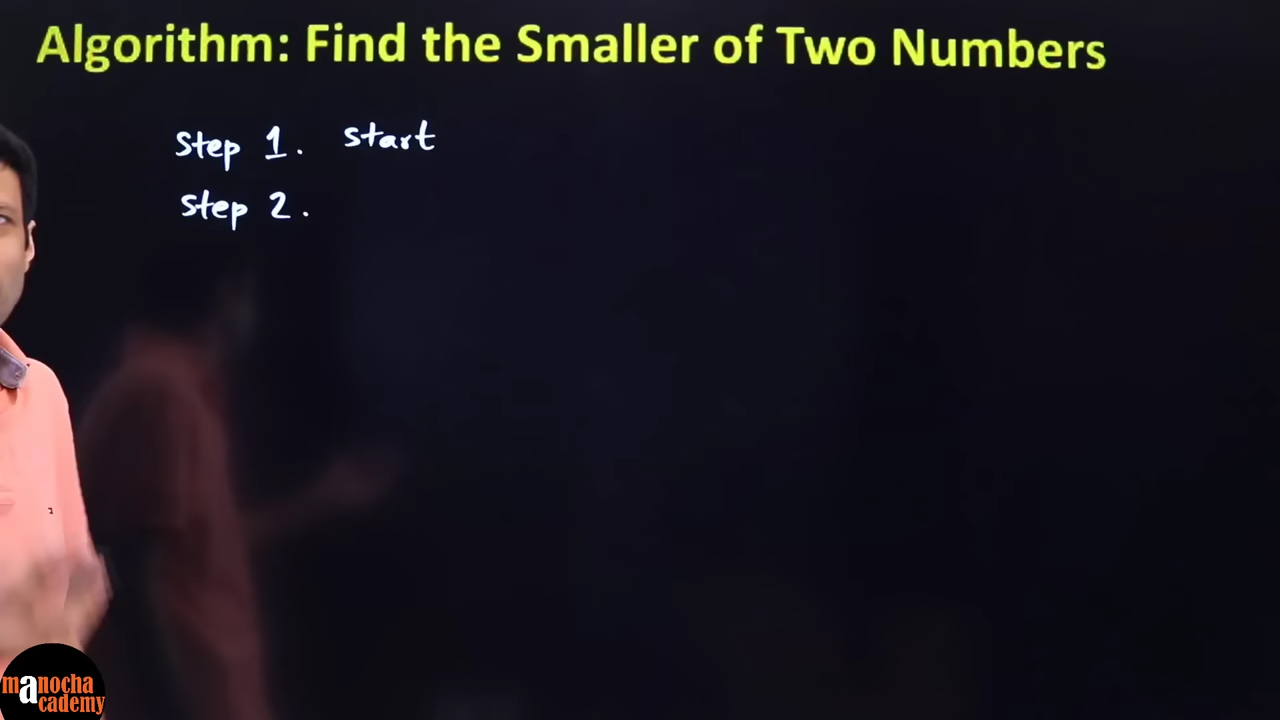 Algorithm: Find the Smaller of Two Numbers
Step 1. Start
Step 2.
manocha
academy